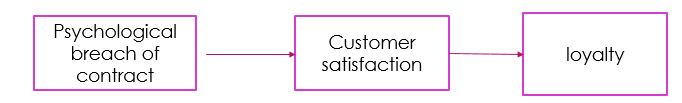 Psychological
breach of
contract
Customer
satisfaction
loyalty